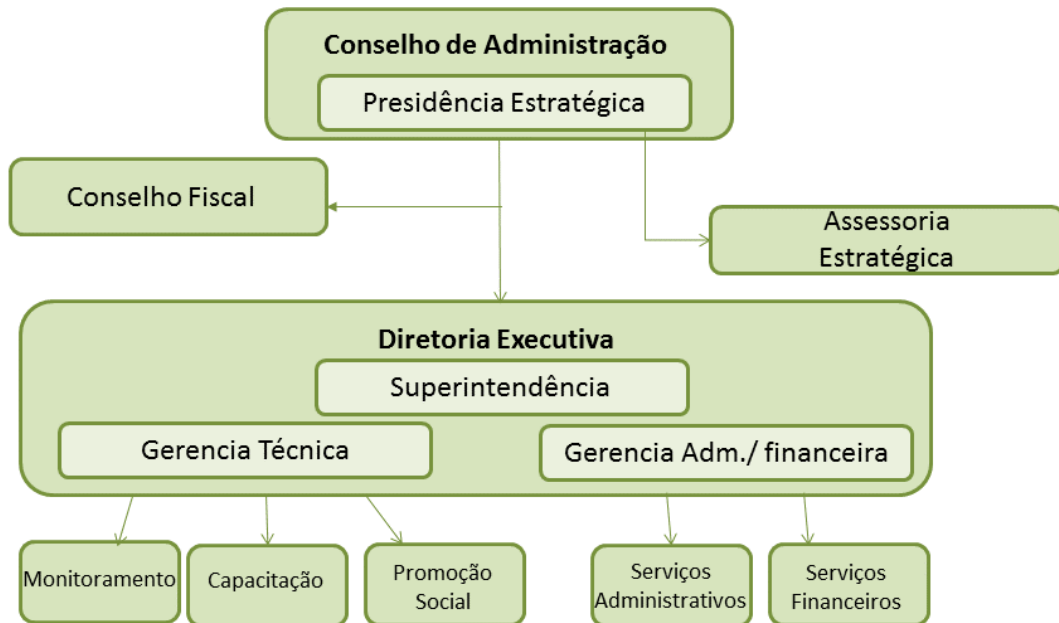 Conselho de Administração
Presidência Estratégica
Conselho Fiscal
Assessoria
Estratégica
Diretoria Executiva
Superintendência
Gerencia Técnica
Gerencia Adm./ financeira
Monitoramento
Capacitação
Promoção
Social
Serviços
Administrativos
Serviços
Financeiros